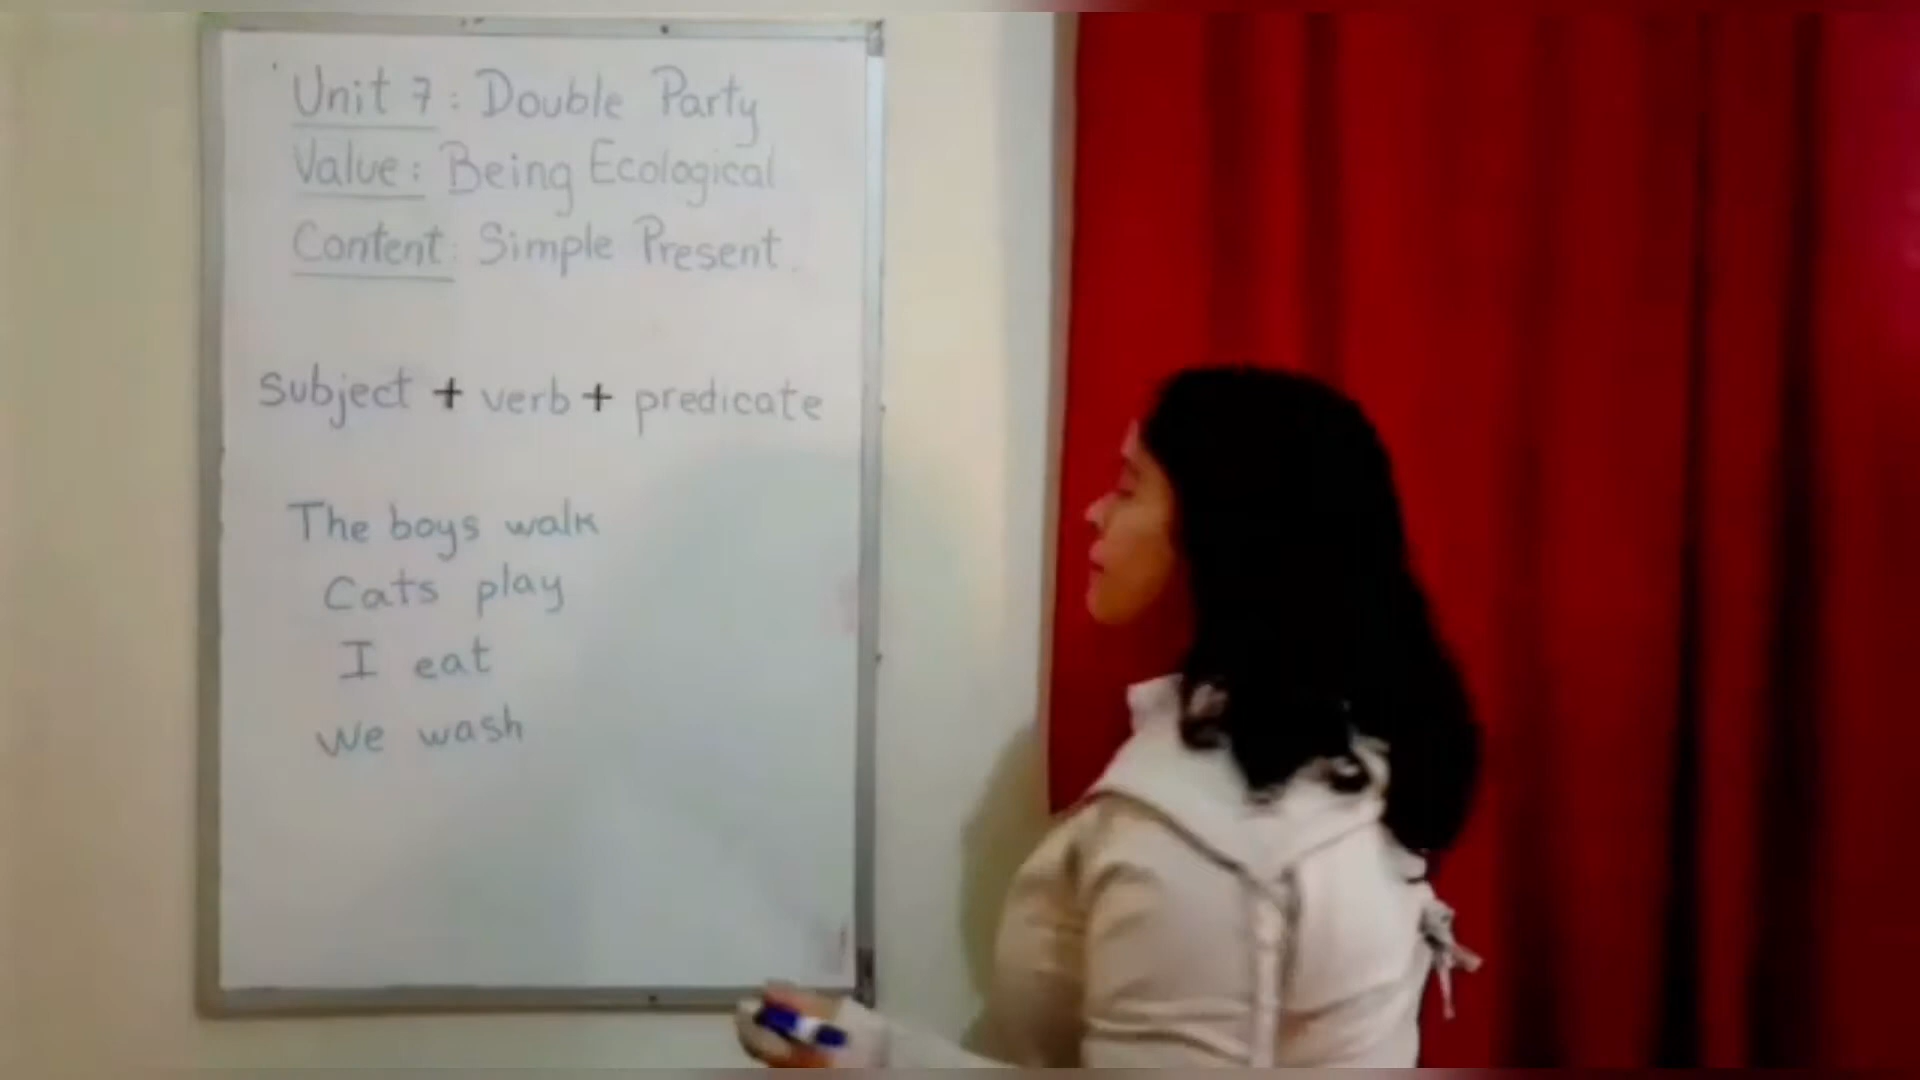 Unit 7: Double Party
Value: Being Ecological
Content: Simple Present.
Subject + verb + predicate
The boys walk
Cats play
I eat
We wash